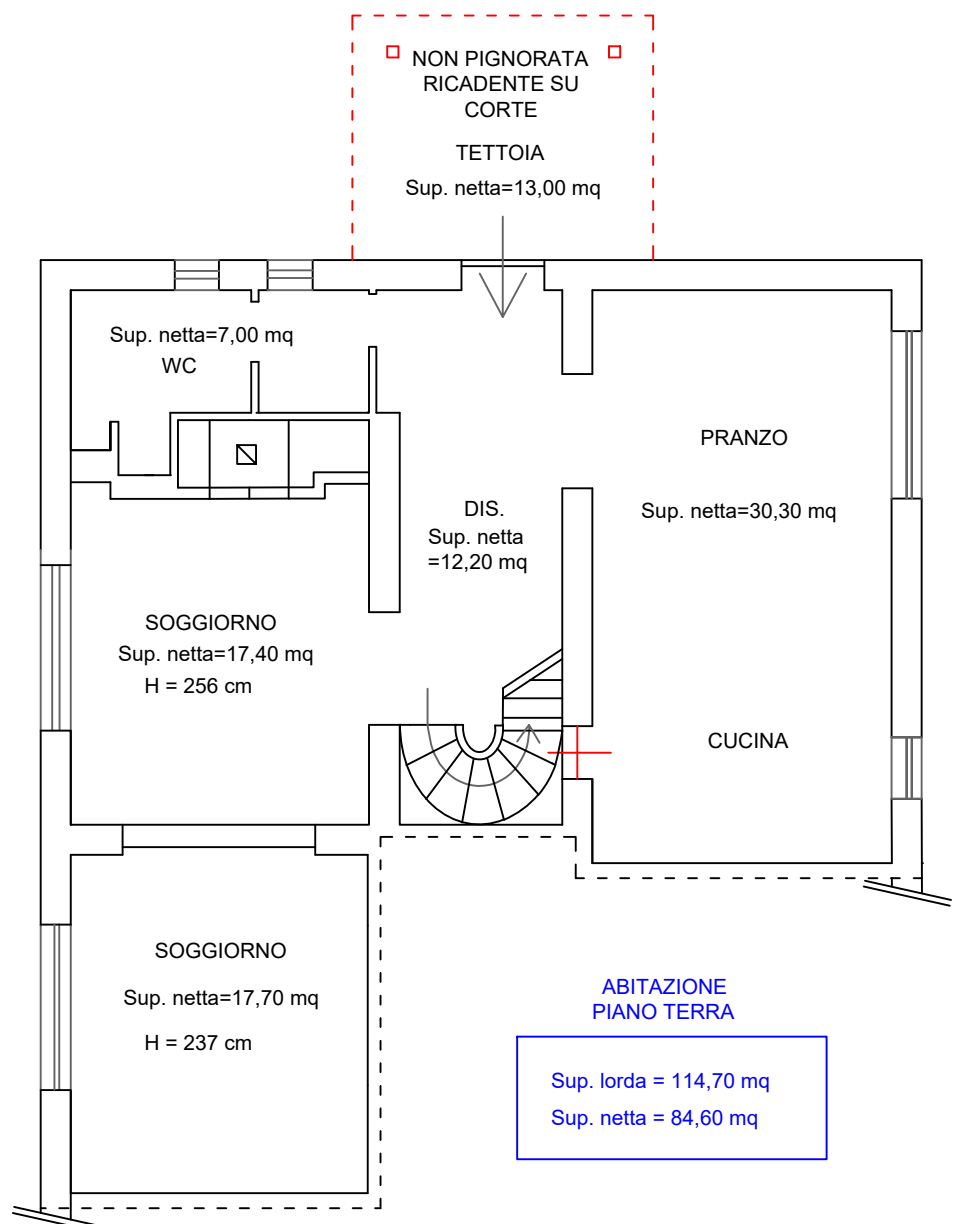 NON PIGNORATA
RICADENTE SU
CORTE
TETTOIA
Sup. netta=13,00 mq
Sup. netta=7,00 mq
WC
PRANZO
Sup. netta=30,30 mq
DIS.
Sup. netta
=12,20 mq
SOGGIORNO
Sup. netta=17,40 mq
H = 256 cm
CUCINA
SOGGIORNO
Sup. netta=17,70 mq
H = 237 cm
ABITAZIONE
PIANO TERRA
Sup. lorda = 114,70 mq
Sup. netta = 84,60 mq